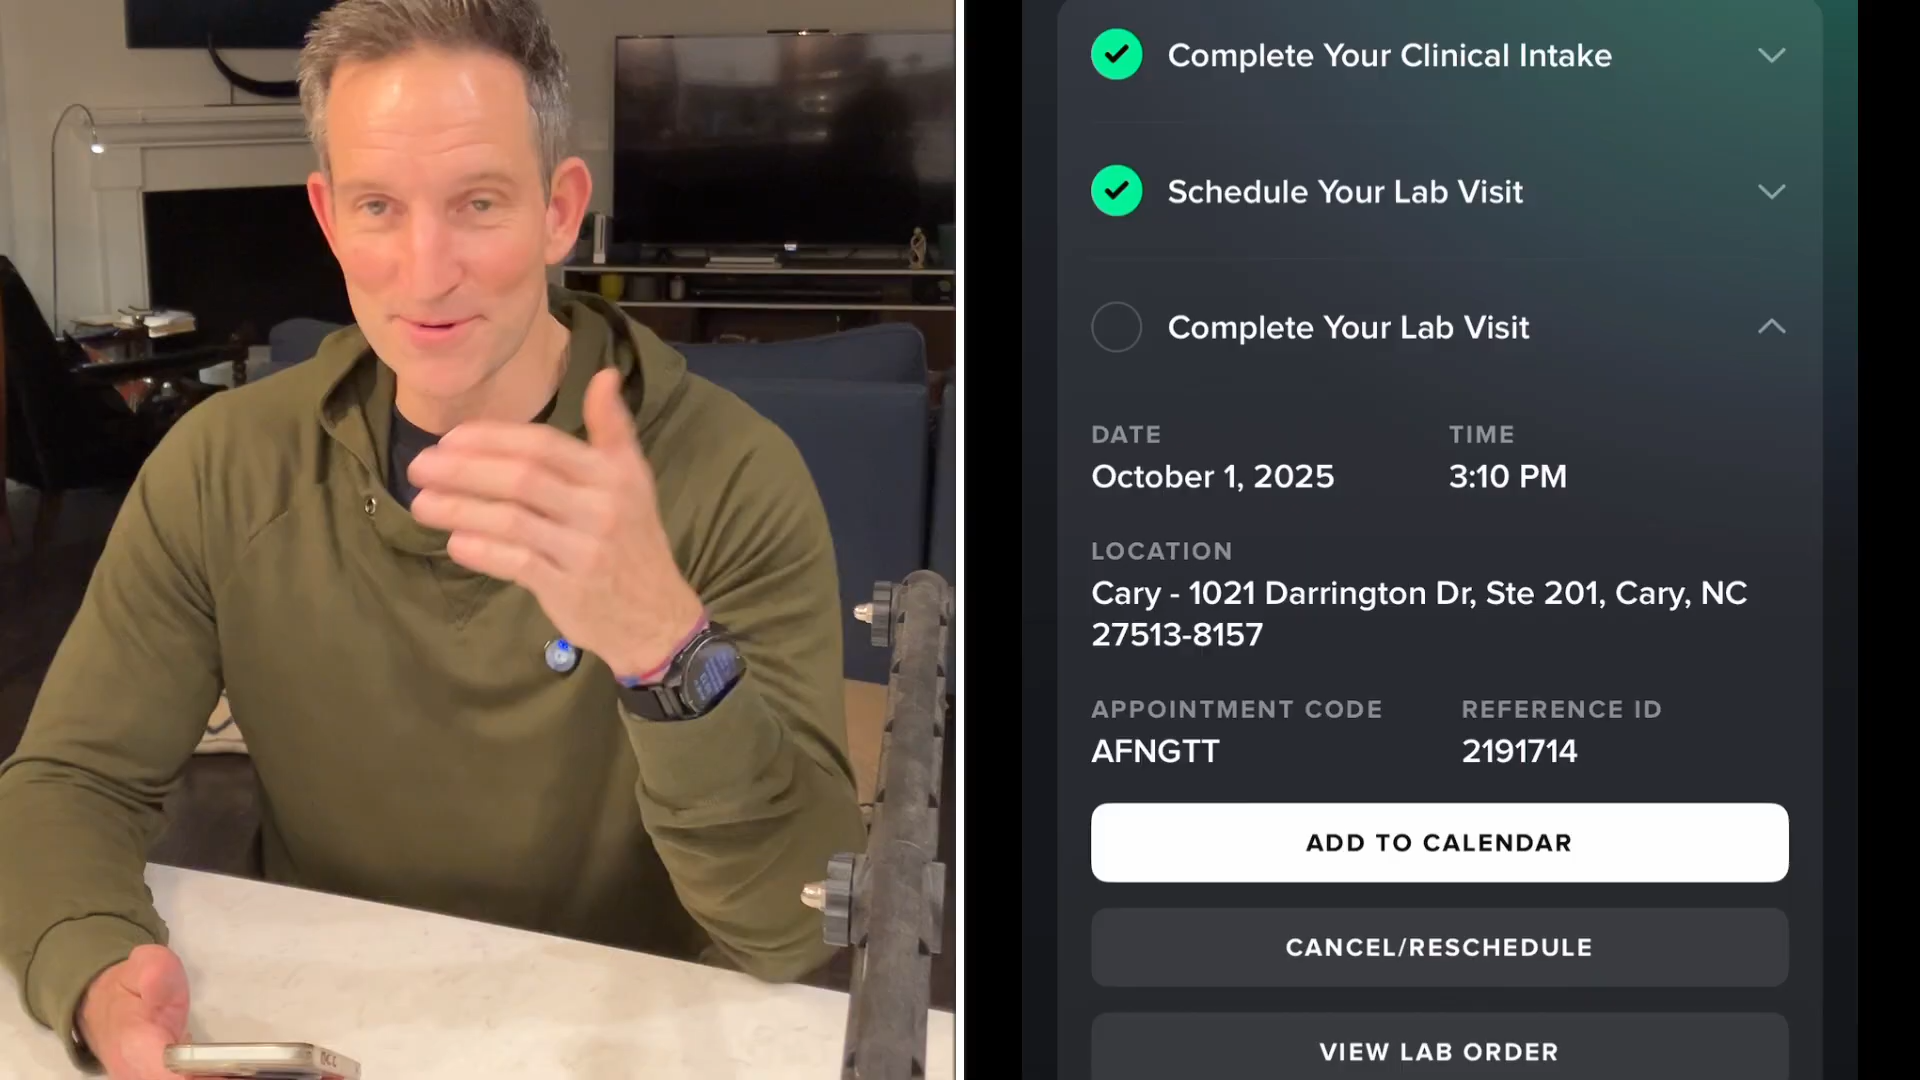 Complete Your Clinical Intake
Schedule Your Lab Visit
Complete Your Lab Visit
DATE
TIME
October 1, 2025
3:10 PM
LOCATION
Cary - 1021 Darrington Dr, Ste 201, Cary, NC
27513-8157
APPOINTMENT CODE
REFERENCE ID
AFNGTT
2191714
ADD TO CALENDAR
CANCEL/RESCHEDULE
VIEW LAB ORDER